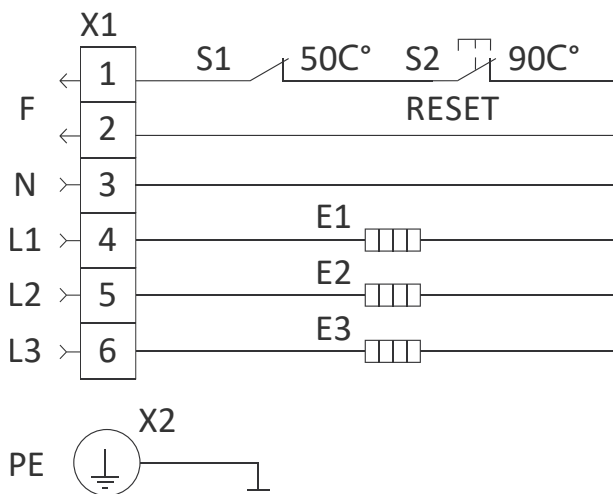 X1
1 S1 50C° S2 90C°
F RESET
2
N 3
L1 4 E1
L2 5 E2
L3 6 E3
X2
PE